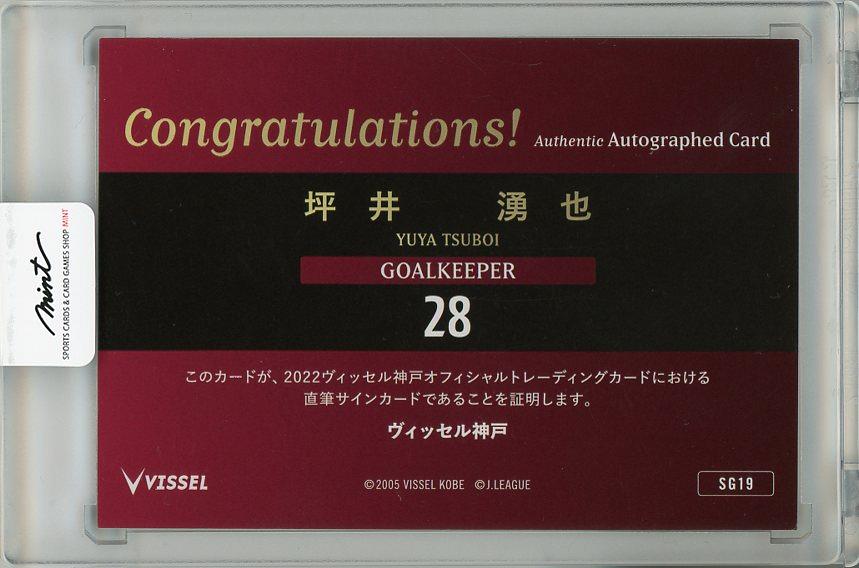 Congratulations! Authentic Autographed Card
坪井 湧也
YUYA TSUBOI
GOALKEEPER
28
このカードが、2022ヴィッセル神戸オフィシャルトレーディングカードにおける
直筆サインカードであることを証明します。
ヴィッセル神戸
VISSEL
©2005 VISSEL KOBE ©J.LEAGUE
SG19
mint
SPORTS CARDS & CARD GAMES SHOP MINT